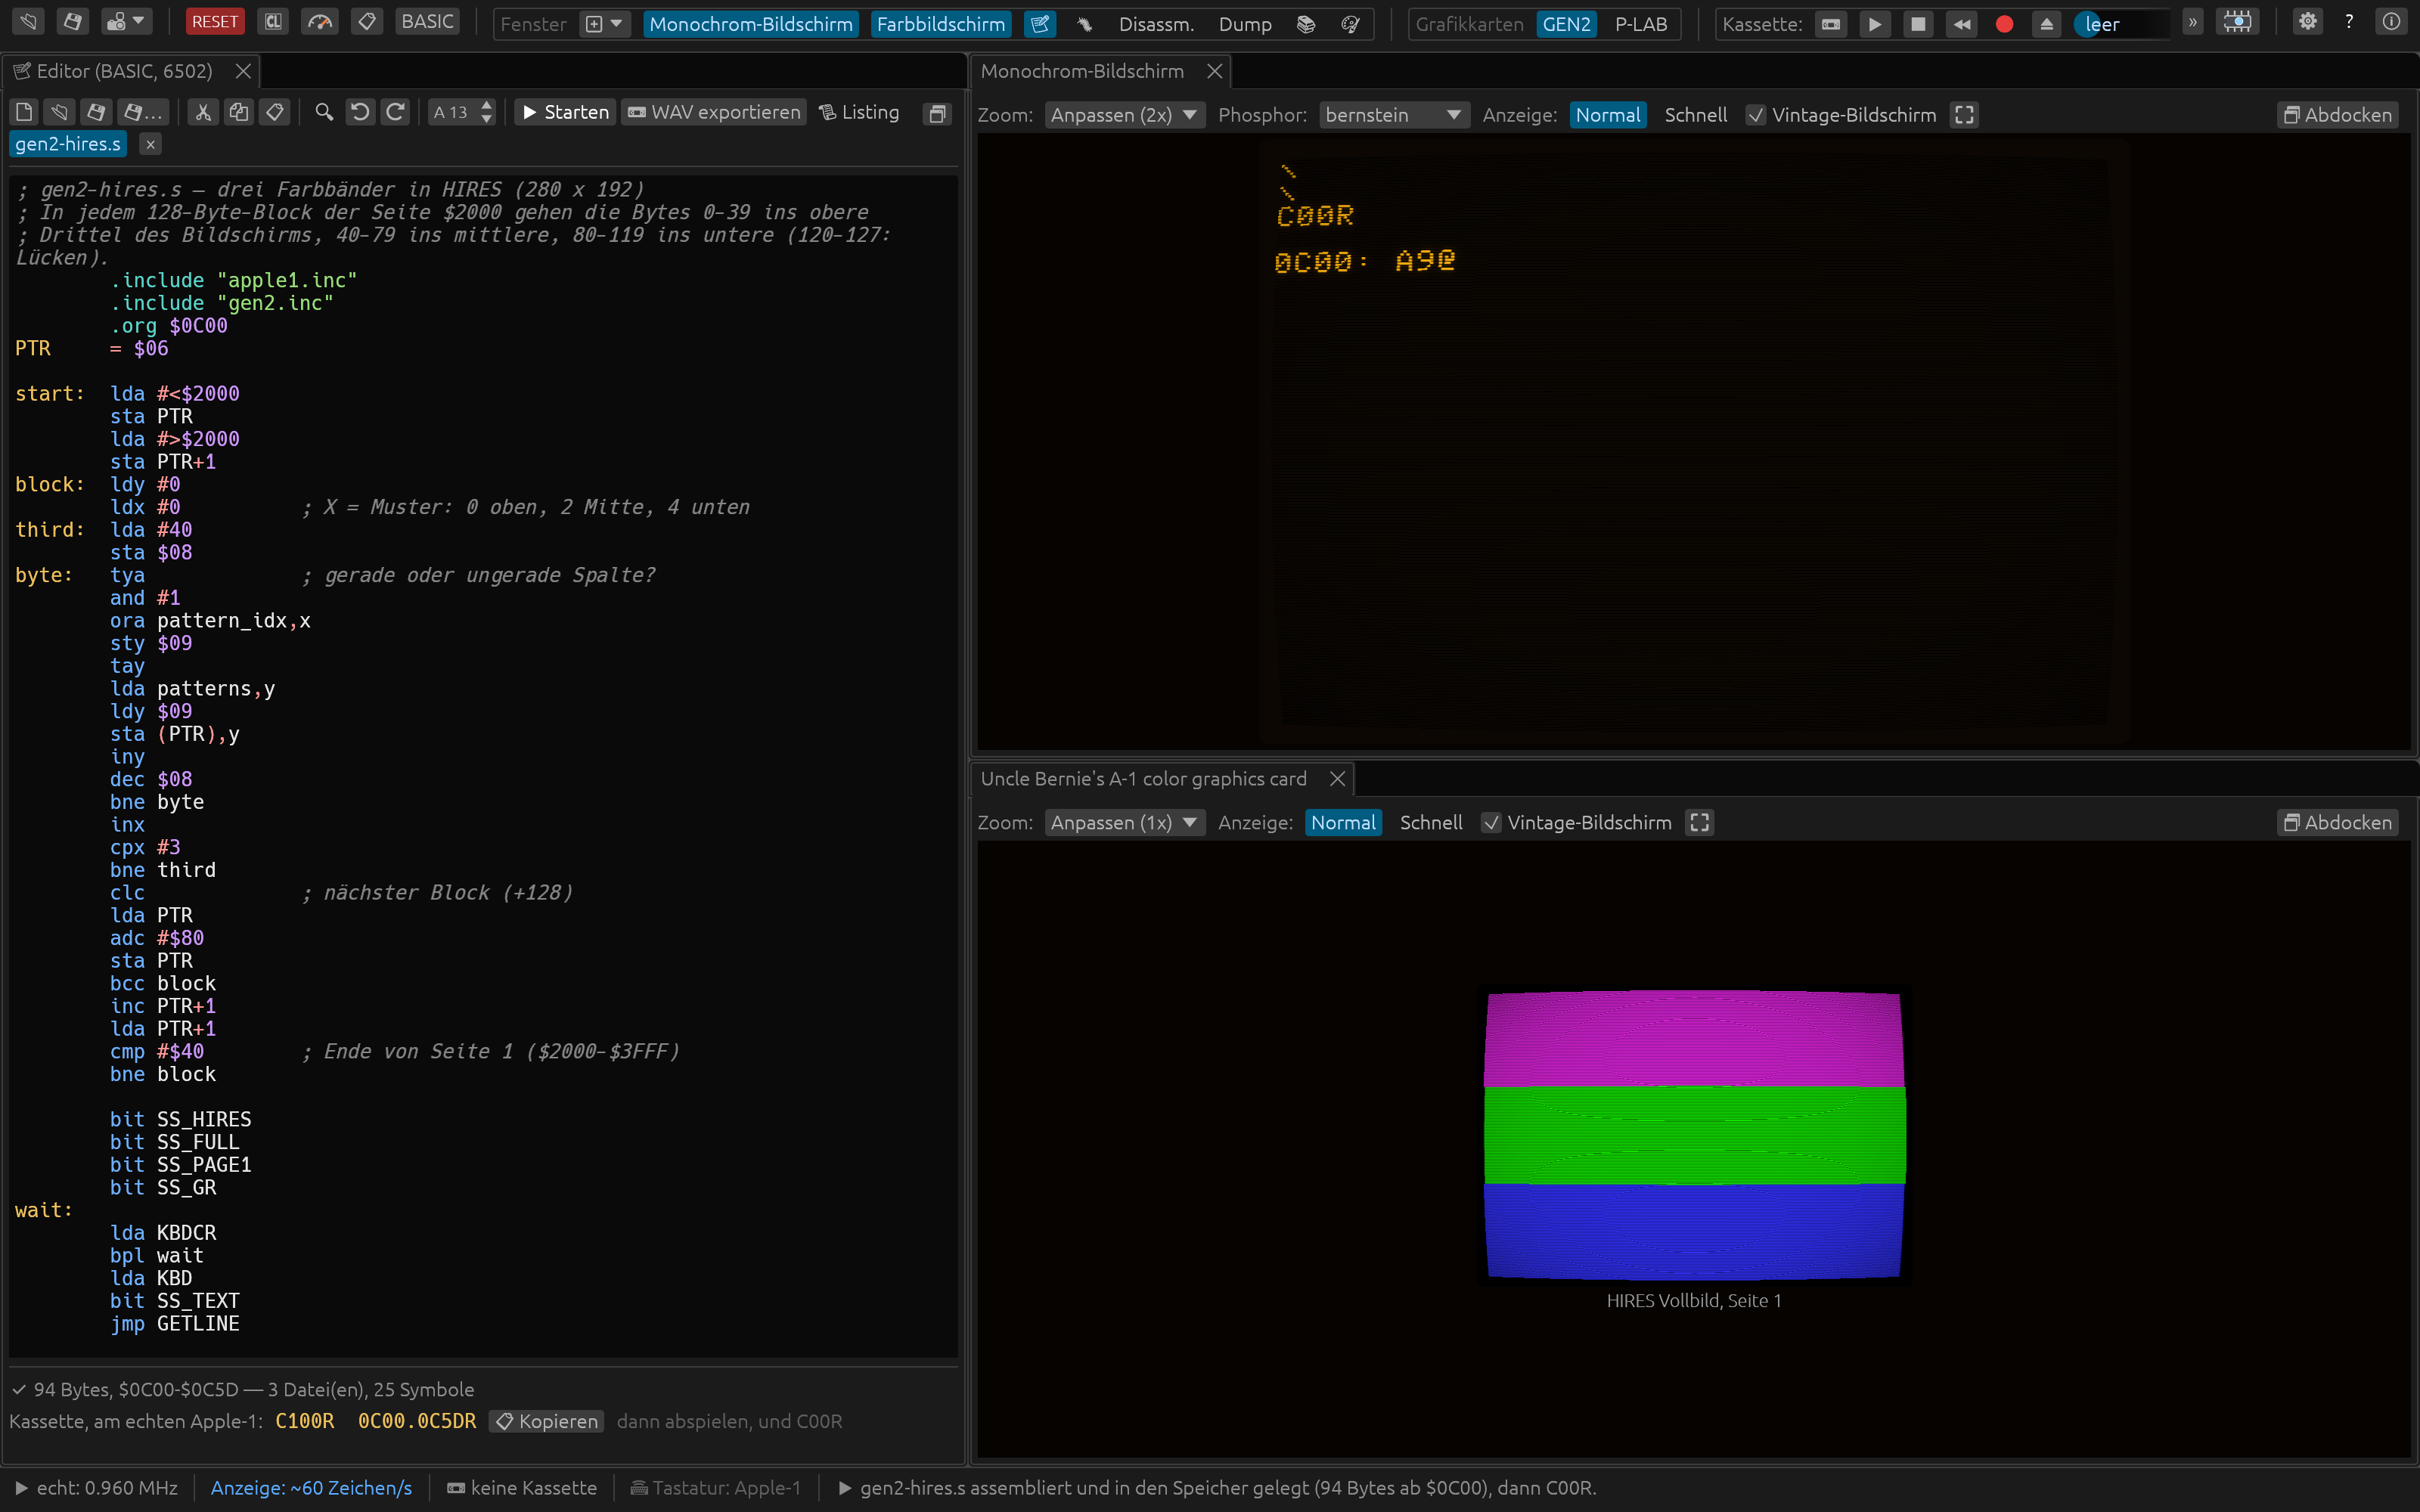 RESET CL BASIC Fenster Monochrom-Bildschirm Farbbildschirm Disassm. Dump Grafikkarten GEN2 P-LAB Kassette: leer » ?
Editor (BASIC, 6502)
... A 13 Starten WAV exportieren Listing
gen2-hires.s ×
; gen2-hires.s — drei Farbbänder in HIRES (280 x 192)
; In jedem 128-Byte-Block der Seite $2000 gehen die Bytes 0-39 ins obere
; Drittel des Bildschirms, 40-79 ins mittlere, 80-119 ins untere (120-127:
Lücken).
.include "apple1.inc"
.include "gen2.inc"
.org $0C00
PTR = $06
start: lda #<$2000
sta PTR
lda #>$2000
sta PTR+1
block: ldy #0
ldx #0 ; X = Muster: 0 oben, 2 Mitte, 4 unten
third: lda #40
sta $08
byte: tya ; gerade oder ungerade Spalte?
and #1
ora pattern_idx,x
sty $09
tay
lda patterns,y
ldy $09
sta (PTR),y
iny
dec $08
bne byte
inx
cpx #3
bne third
clc ; nächster Block (+128)
lda PTR
adc #$80
sta PTR
bcc block
inc PTR+1
lda PTR+1
cmp #$40 ; Ende von Seite 1 ($2000-$3FFF)
bne block
bit SS_HIRES
bit SS_FULL
bit SS_PAGE1
bit SS_GR
wait:
lda KBDCR
bpl wait
lda KBD
bit SS_TEXT
jmp GETLINE
✓ 94 Bytes, $0C00-$0C5D — 3 Datei(en), 25 Symbole
Kassette, am echten Apple-1: C100R 0C00.0C5DR Kopieren dann abspielen, und C00R
Monochrom-Bildschirm
Zoom: Anpassen (2x) Phosphor: bernstein Anzeige: Normal Schnell Vintage-Bildschirm Abdocken
\
\
C00R
0C00: A9@
Uncle Bernie's A-1 color graphics card
Zoom: Anpassen (1x) Anzeige: Normal Schnell Vintage-Bildschirm Abdocken
HIRES Vollbild, Seite 1
echt: 0.960 MHz Anzeige: ~60 Zeichen/s keine Kassette Tastatur: Apple-1 gen2-hires.s assembliert und in den Speicher gelegt (94 Bytes ab $0C00), dann C00R.